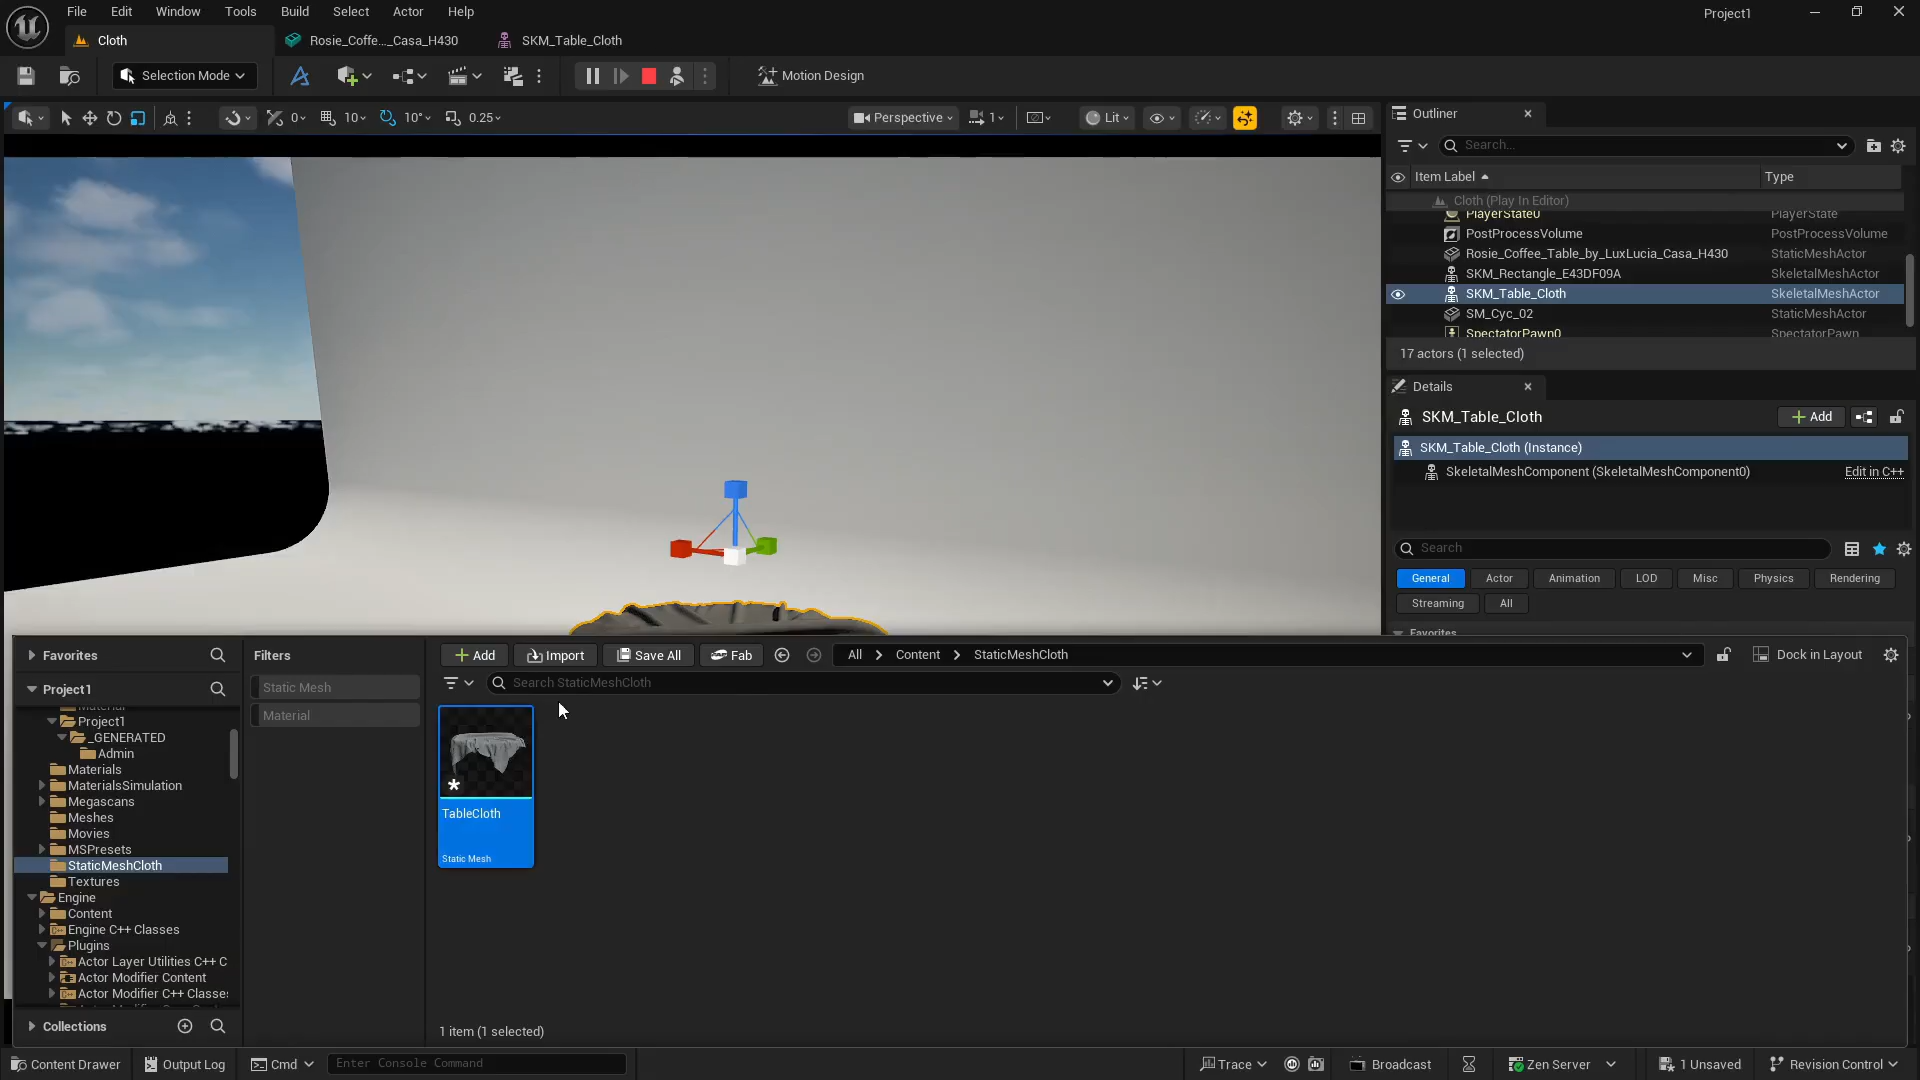 File Edit Window Tools Build Select Actor Help
Project1
Cloth
Rosie_Coffe..._Casa_H430
SKM_Table_Cloth
Selection Mode
Motion Design
0
10
10°
0.25
Perspective
1
Lit
Outliner
Search...
Item Label
Type
Cloth (Play In Editor)
PlayerState0 PlayerState
PostProcessVolume PostProcessVolume
Rosie_Coffee_Table_by_LuxLucia_Casa_H430 StaticMeshActor
SKM_Rectangle_E43DF09A SkeletalMeshActor
SKM_Table_Cloth SkeletalMeshActor
SM_Cyc_02 StaticMeshActor
SpectatorPawn0 SpectatorPawn
17 actors (1 selected)
Details
SKM_Table_Cloth
Add
SKM_Table_Cloth (Instance)
SkeletalMeshComponent (SkeletalMeshComponent0) Edit in C++
Search
General Actor Animation LOD Misc Physics Rendering
Streaming All
Favorites
Favorites
Project1
Material
Project1
_GENERATED
Admin
Materials
MaterialsSimulation
Megascans
Meshes
Movies
MSPresets
StaticMeshCloth
Textures
Engine
Content
Engine C++ Classes
Plugins
Actor Layer Utilities C++ C
Actor Modifier Content
Actor Modifier C++ Classes
Collections
Filters
Static Mesh
Material
Add Import Save All Fab All > Content > StaticMeshCloth
Dock in Layout
Search StaticMeshCloth
TableCloth
Static Mesh
1 item (1 selected)
Content Drawer Output Log Cmd Enter Console Command
Trace Broadcast Zen Server 1 Unsaved Revision Control